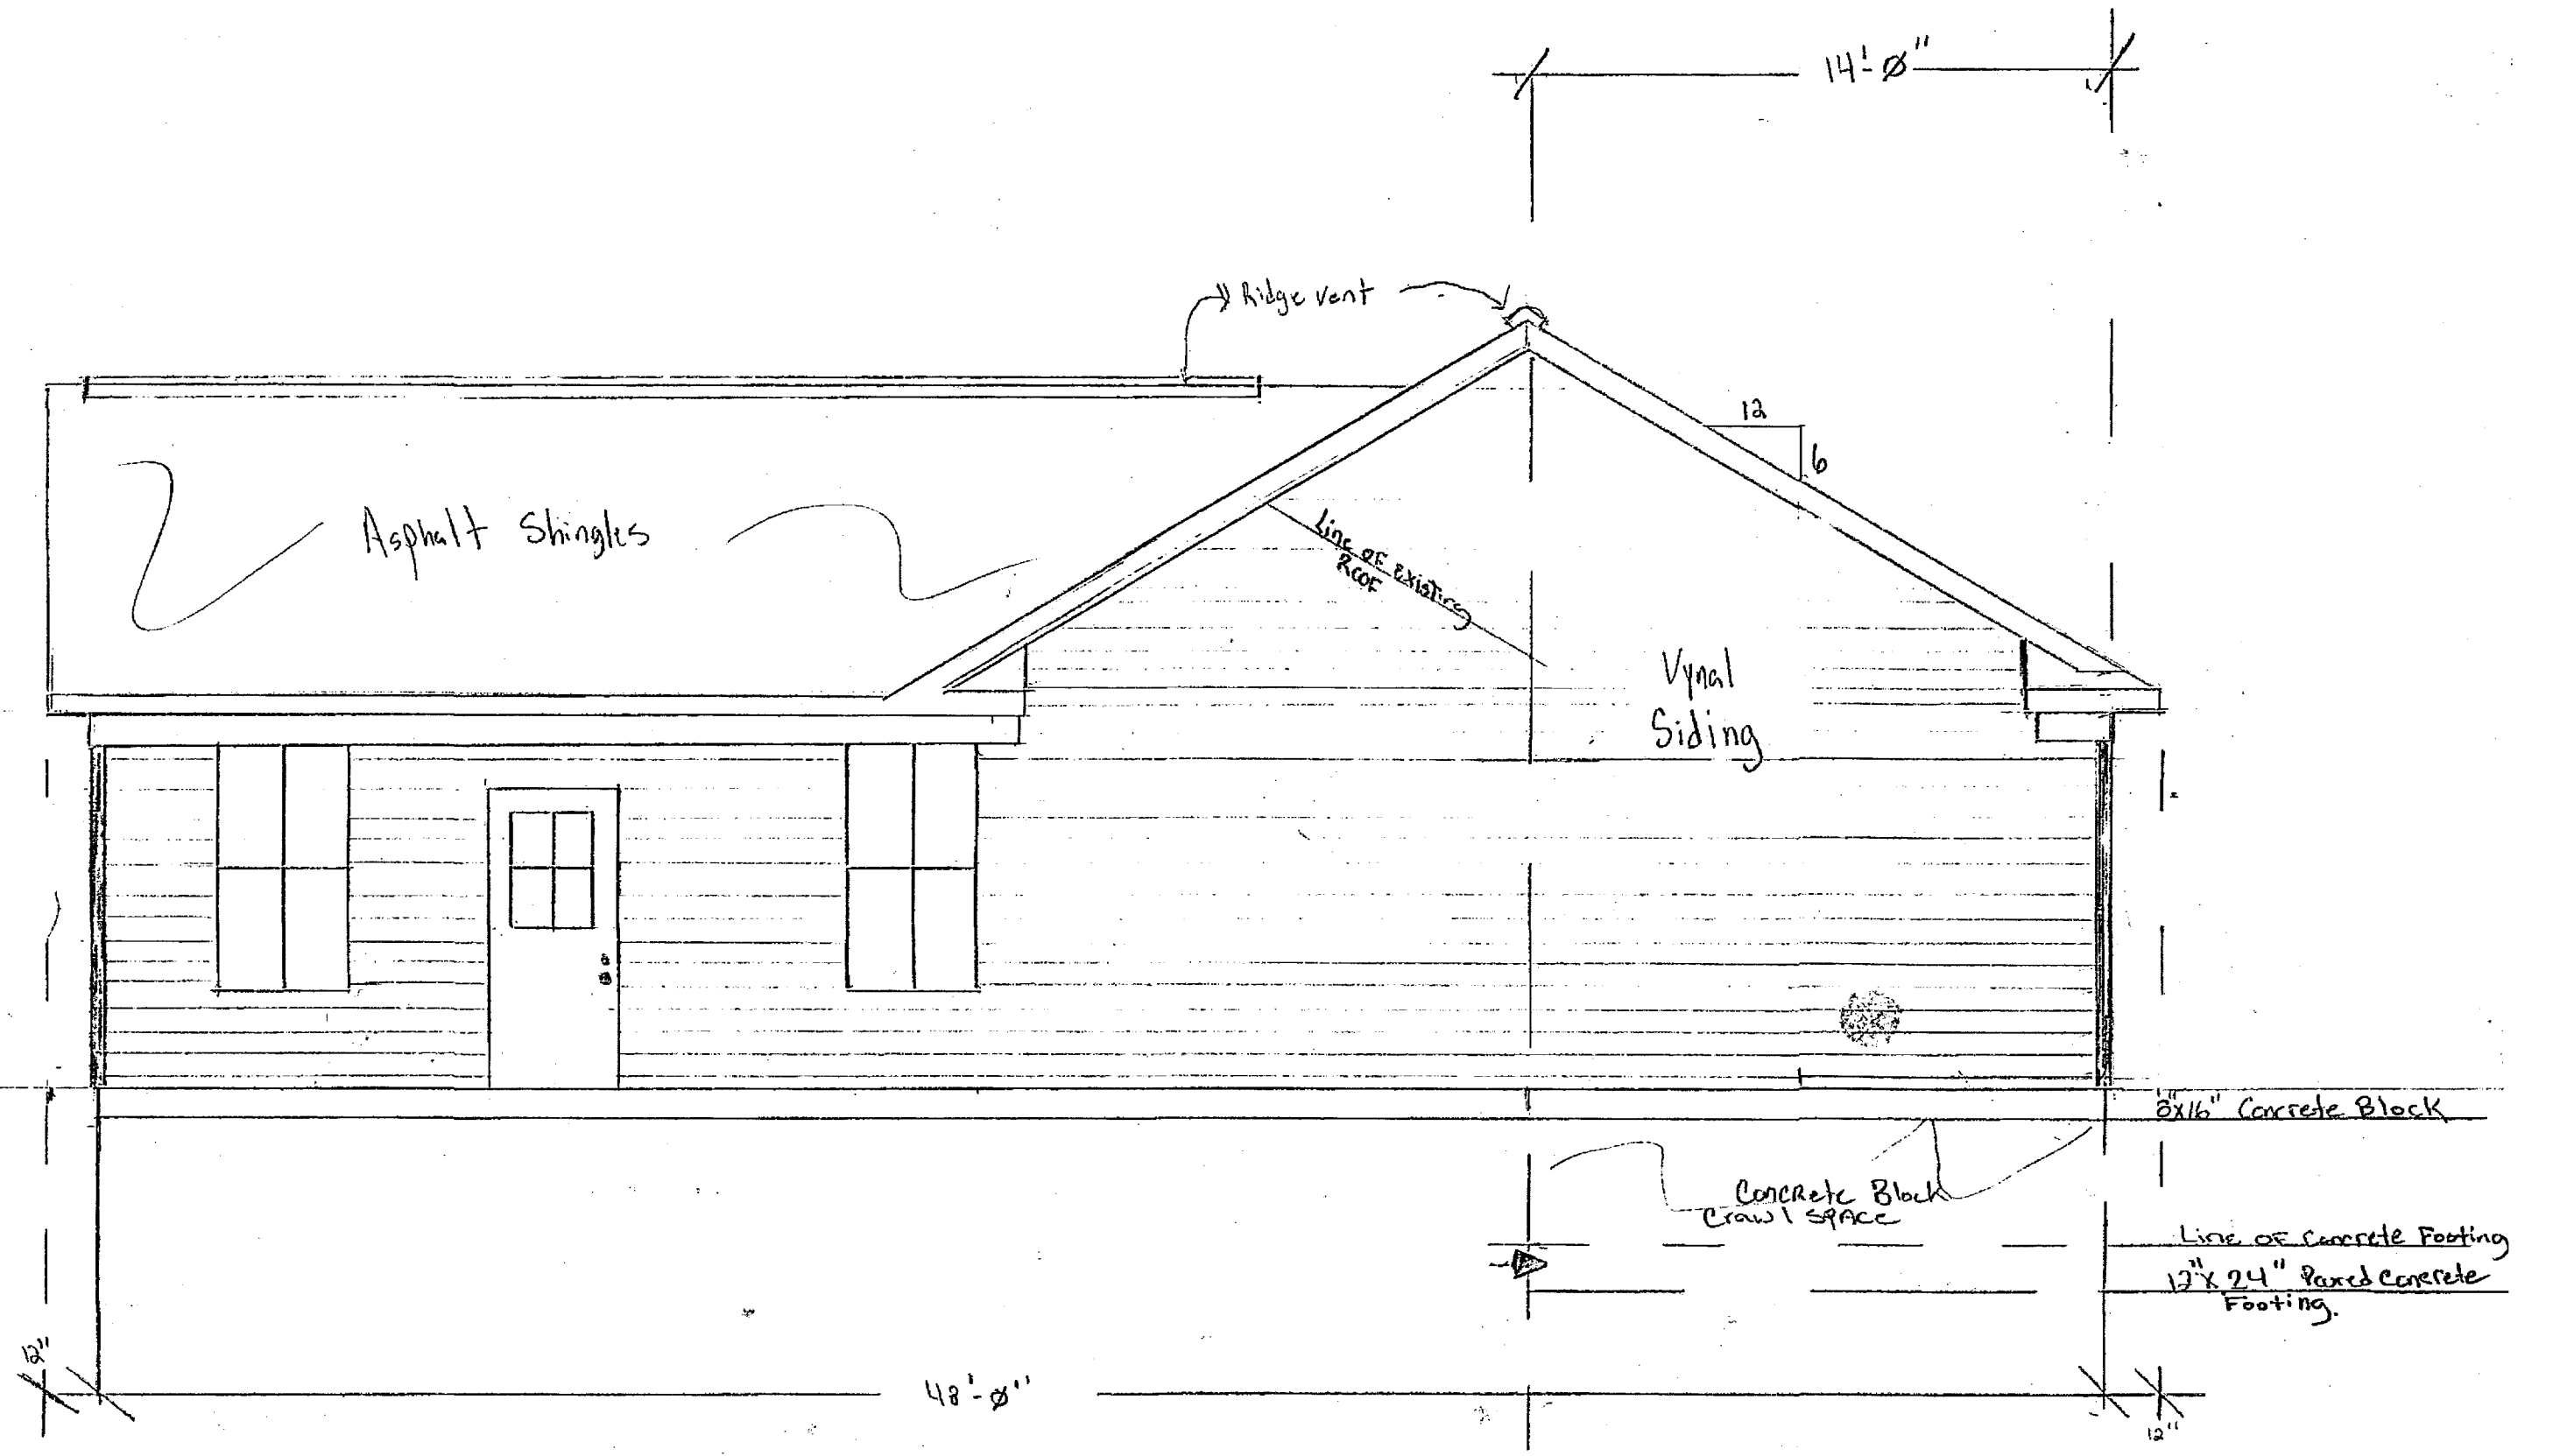 14'-Ø"
Ridge vent
12
6
Asphalt Shingles
Line of existing
Roof
Vynal
Siding
8"x16" Concrete Block
Concrete Block
Crawl Space
Line of Concrete Footing
12"x 24" Poured Concrete
Footing.
12"
48'-Ø"
12"